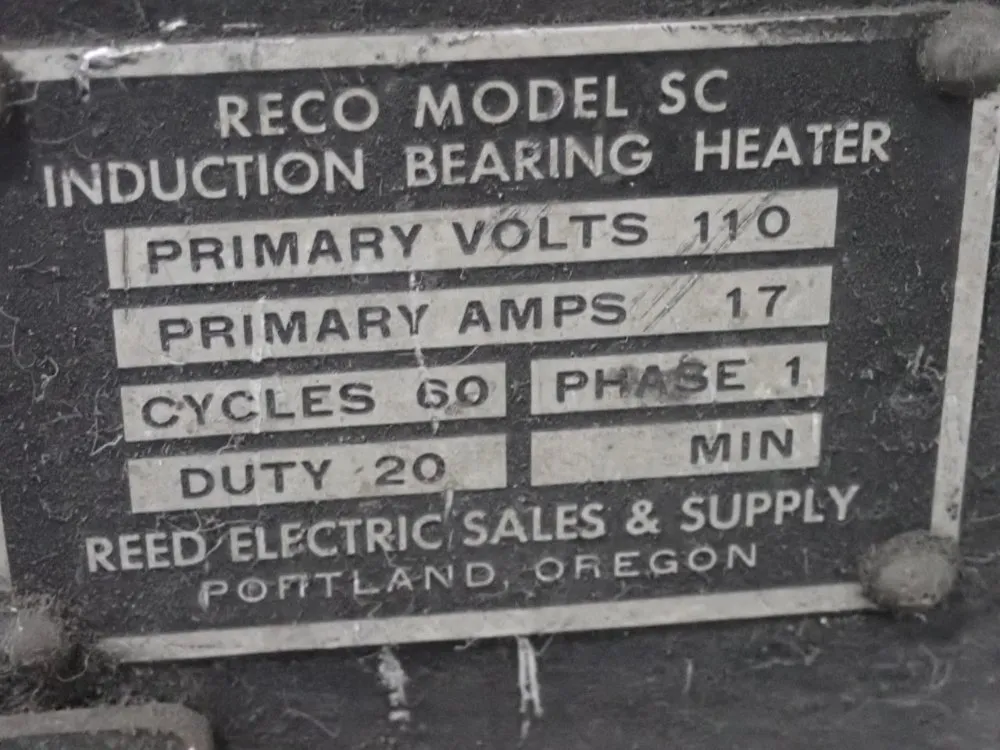 RECO MODEL SC
INDUCTION BEARING HEATER
PRIMARY VOLTS 110
PRIMARY AMPS 17
CYCLES 60 PHASE 1
DUTY 20 MIN
REED ELECTRIC SALES & SUPPLY
PORTLAND, OREGON